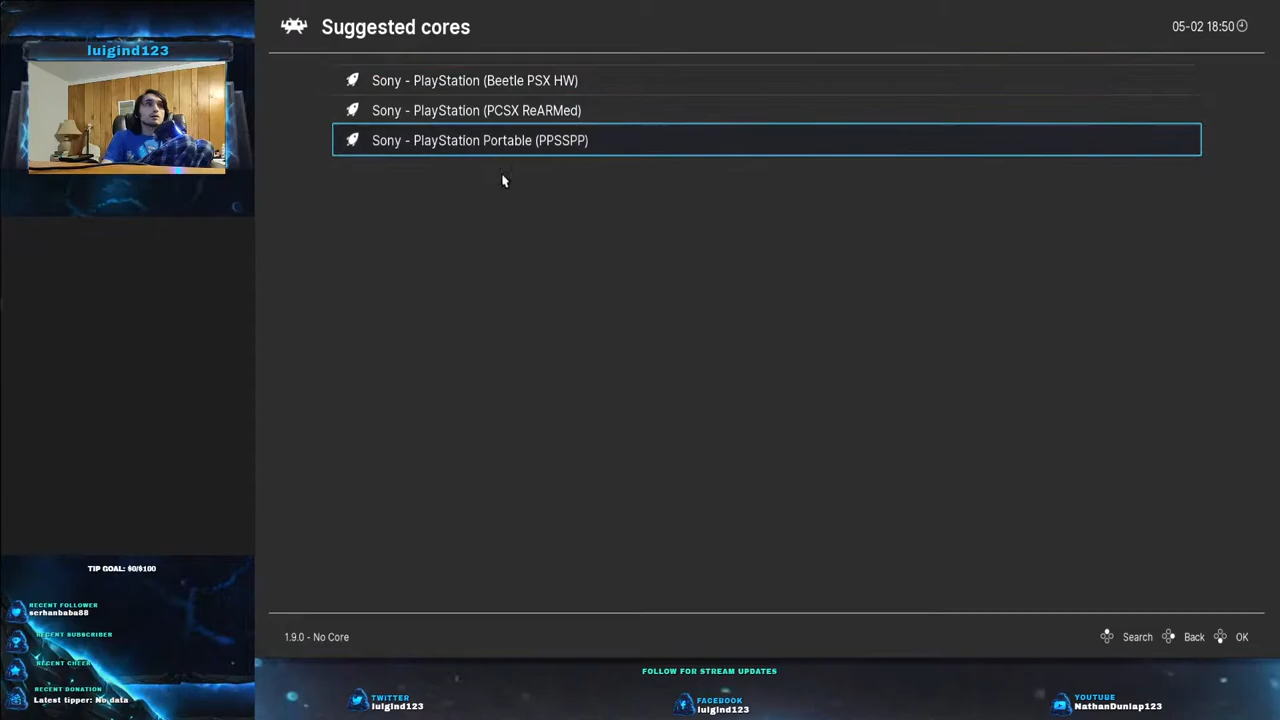 luigind123
Suggested cores
05-02 18:50
Sony - PlayStation (Beetle PSX HW)
Sony - PlayStation (PCSX ReARMed)
Sony - PlayStation Portable (PPSSPP)
TIP GOAL: $0/$100
RECENT FOLLOWER
serhanbaba88
RECENT SUBSCRIBER
RECENT CHEER
RECENT DONATION
Latest tipper: No data
1.9.0 - No Core
Search Back OK
FOLLOW FOR STREAM UPDATES
TWITTER
luigind123
FACEBOOK
luigind123
YOUTUBE
NathanDunlap123